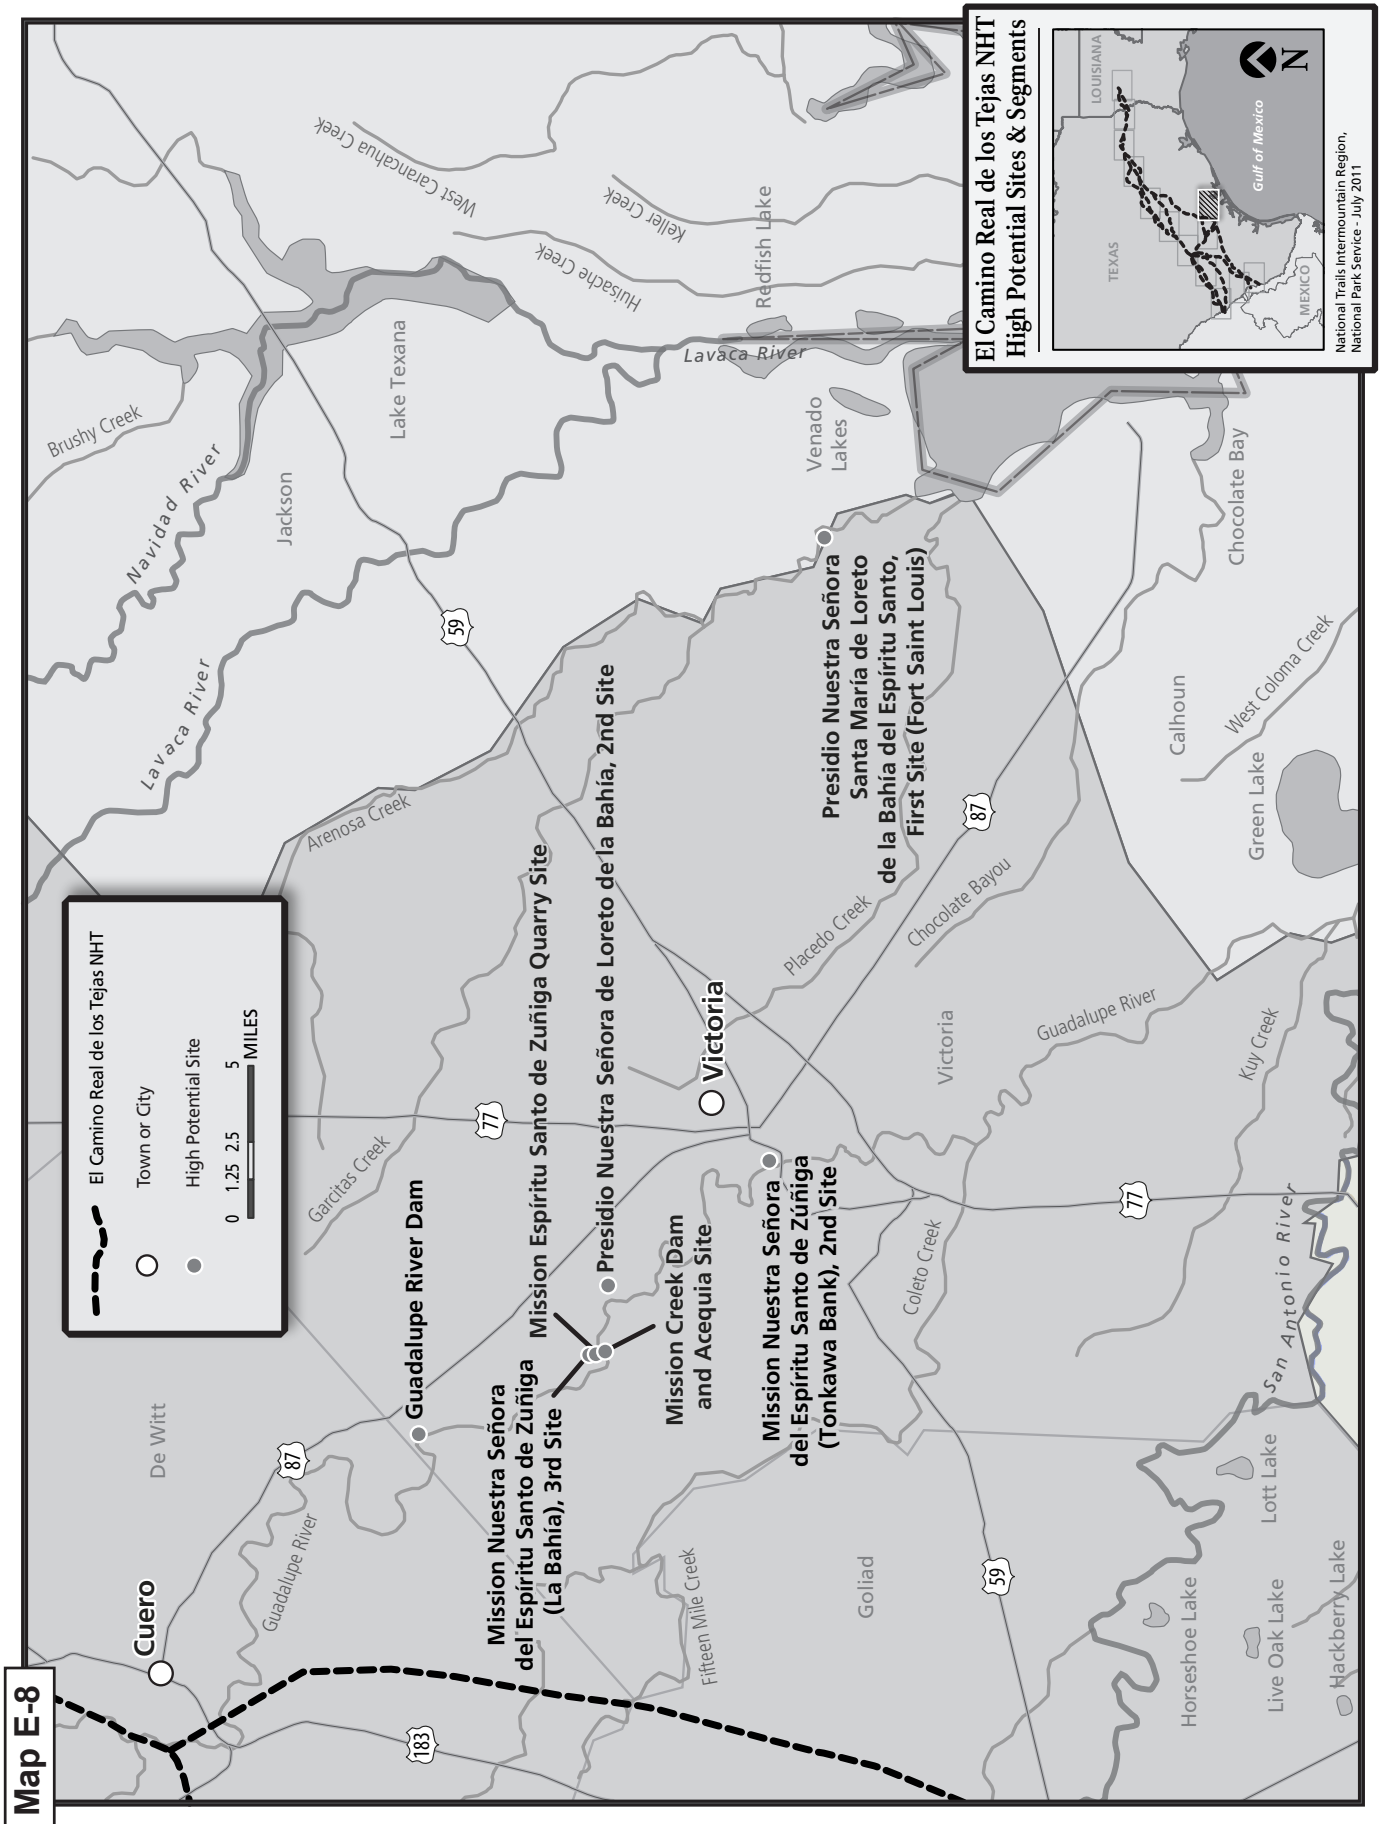 Map E-8
El Camino Real de los Tejas NHT
High Potential Sites & Segments
LOUISIANA
TEXAS
MEXICO
Gulf of Mexico
N
National Trails Intermountain Region,
National Park Service - July 2011
El Camino Real de los Tejas NHT
Town or City
High Potential Site
0 1.25 2.5 5
MILES
Cuero
De Witt
87
183
Guadalupe River
Guadalupe River Dam
Mission Nuestra Señora
del Espíritu Santo de Zuñiga
(La Bahía), 3rd Site
Mission Espíritu Santo de Zuñiga Quarry Site
Presidio Nuestra Señora de Loreto de la Bahía, 2nd Site
Mission Creek Dam
and Acequia Site
Mission Nuestra Señora
del Espíritu Santo de Zúñiga
(Tonkawa Bank), 2nd Site
Presidio Nuestra Señora
Santa María de Loreto
de la Bahía del Espíritu Santo,
First Site (Fort Saint Louis)
Victoria
Victoria
77
77
59
59
87
Garcitas Creek
Arenosa Creek
Lavaca River
Navidad River
Brushy Creek
Jackson
Lake Texana
West Carancahua Creek
Keller Creek
Huisache Creek
Redfish Lake
Lavaca River
Venado
Lakes
Chocolate Bay
Calhoun
West Coloma Creek
Green Lake
Placedo Creek
Chocolate Bayou
Guadalupe River
Kuy Creek
Coleto Creek
San Antonio River
Fifteen Mile Creek
Goliad
Lott Lake
Horseshoe Lake
Live Oak Lake
Hackberry Lake